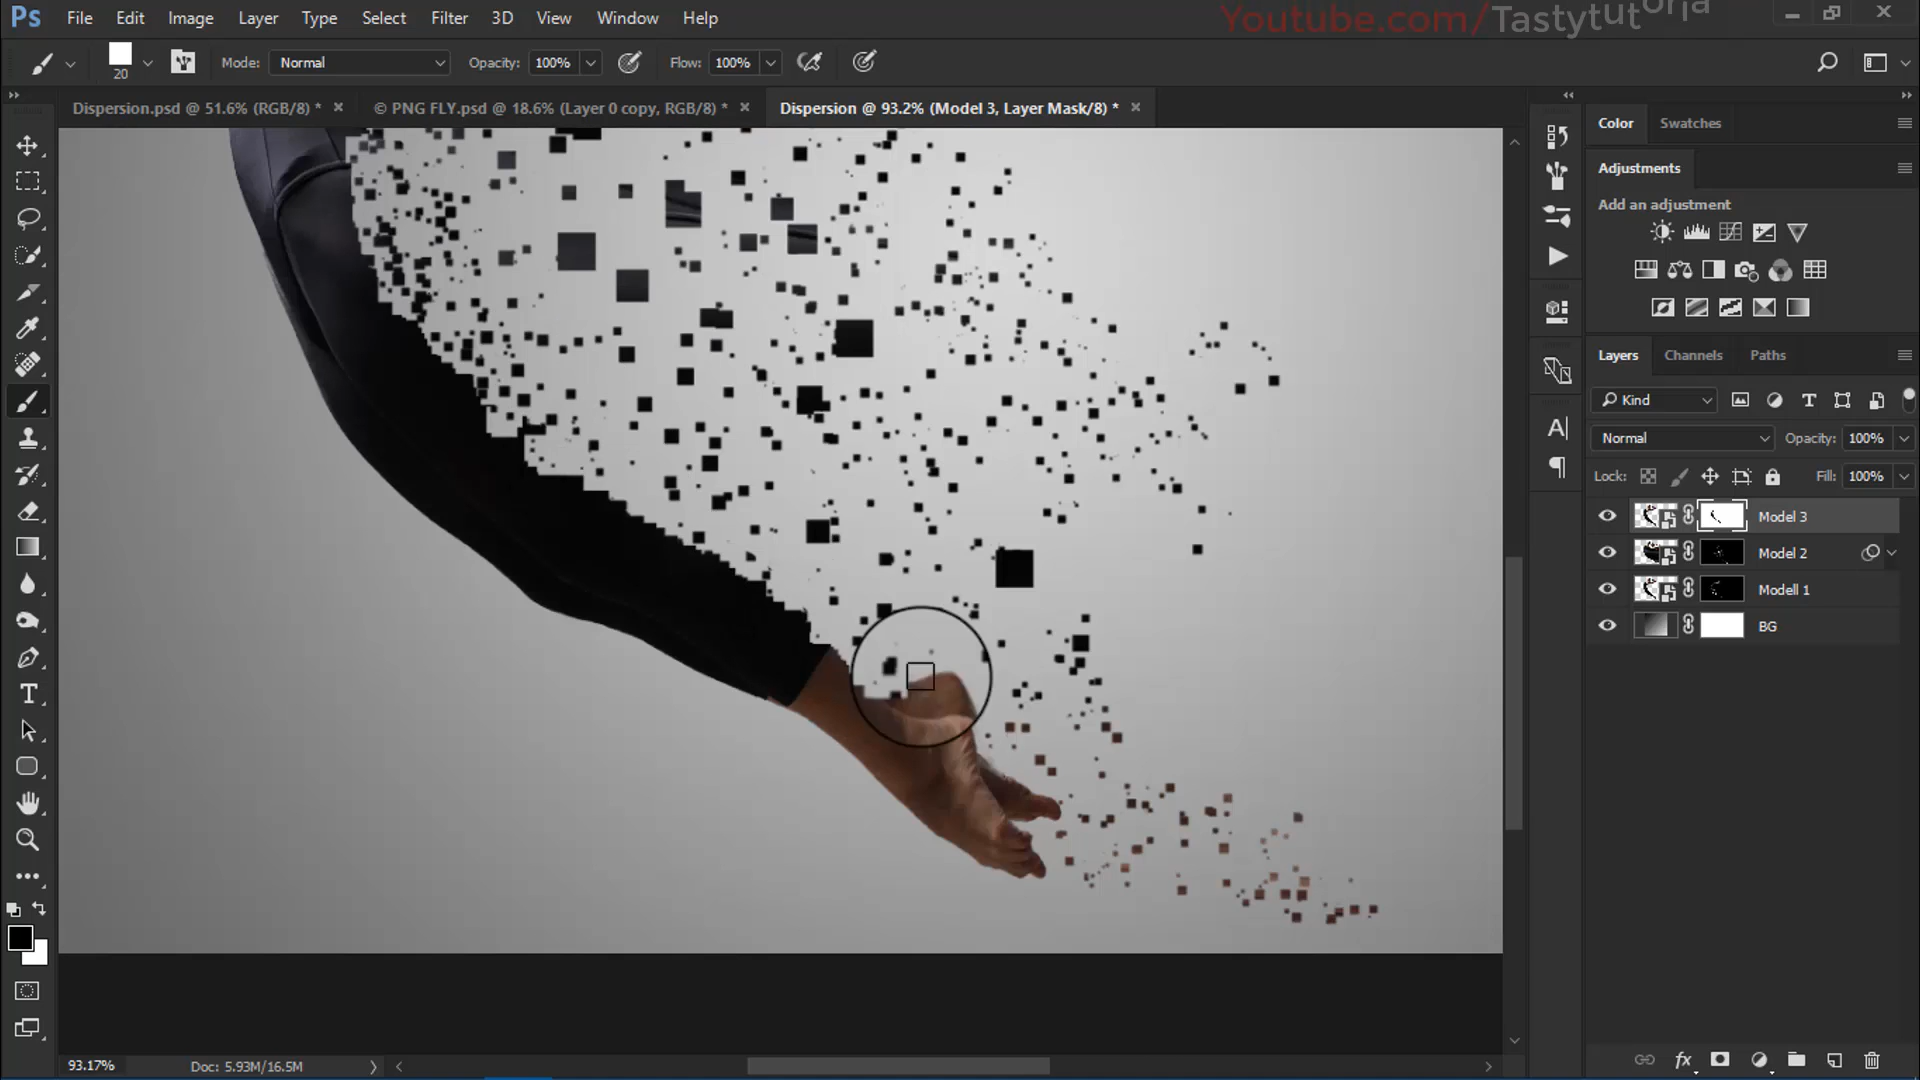 Ps File Edit Image Layer Type Select Filter 3D View Window Help
Youtube.com/Tastytutorja
20 Mode: Normal Opacity: 100% Flow: 100%
Dispersion.psd @ 51.6% (RGB/8) * × © PNG FLY.psd @ 18.6% (Layer 0 copy, RGB/8) * × Dispersion @ 93.2% (Model 3, Layer Mask/8) * ×
Color Swatches
Adjustments
Add an adjustment
Layers Channels Paths
Kind
Normal Opacity: 100%
Lock: Fill: 100%
Model 3
Model 2
Modell 1
BG
93.17% Doc: 5.93M/16.5M